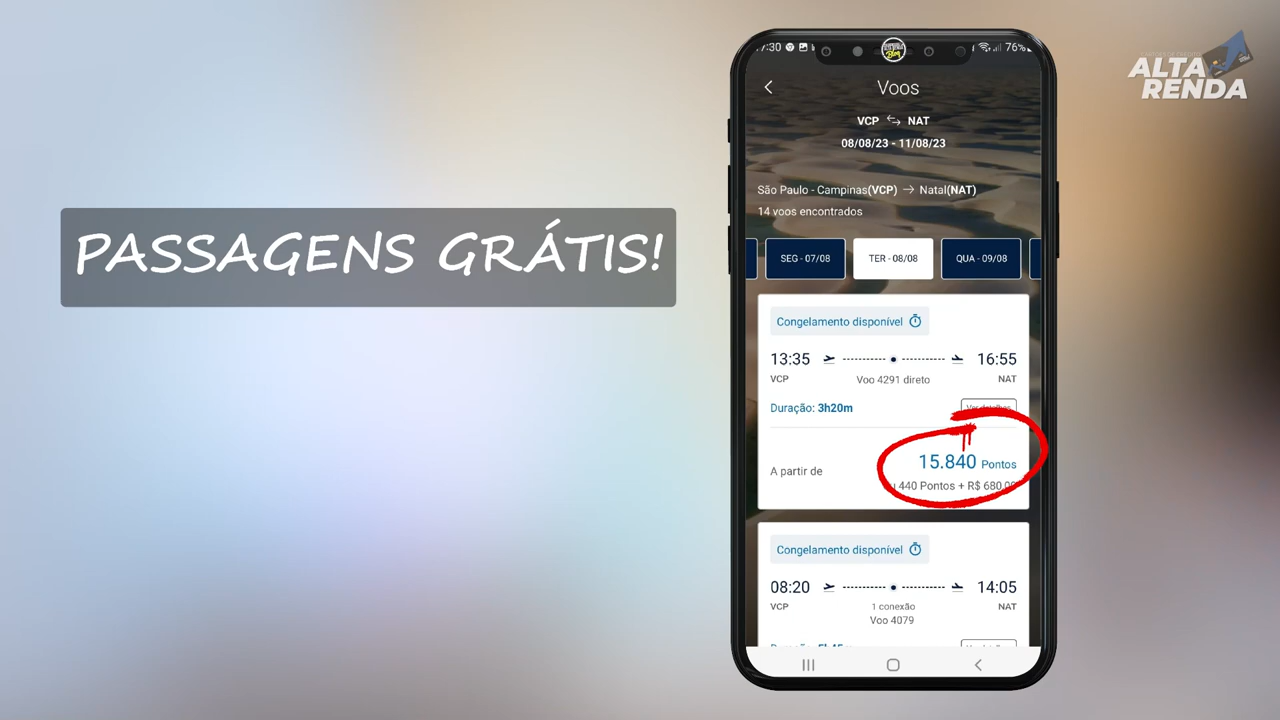 PASSAGENS GRÁTIS!
ALTA
RENDA
76%
Voos
VCP NAT
08/08/23 - 11/08/23
São Paulo - Campinas(VCP) → Natal(NAT)
14 voos encontrados
SEG - 07/08
TER - 08/08
QUA - 09/08
Congelamento disponível
13:35
16:55
VCP
Voo 4291 direto
NAT
Duração: 3h20m
Ver detalhes
15.840 Pontos
A partir de
440 Pontos + R$ 680,00
Congelamento disponível
08:20
14:05
VCP
1 conexão
NAT
Voo 4079